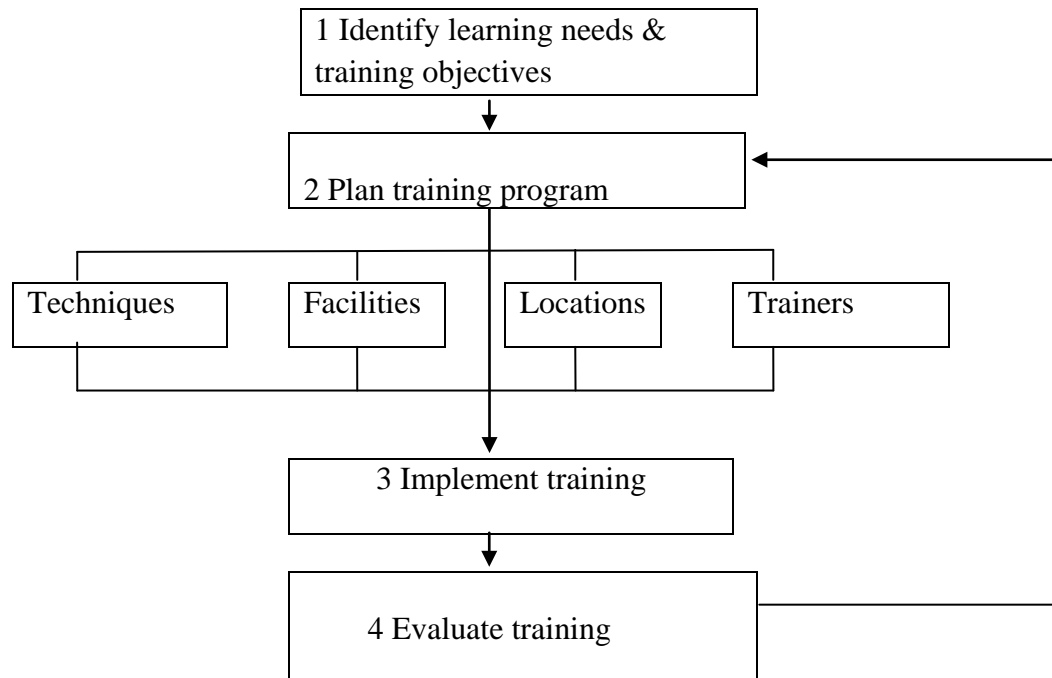 1 Identify learning needs &
training objectives
2 Plan training program
Techniques
Facilities
Locations
Trainers
3 Implement training
4 Evaluate training